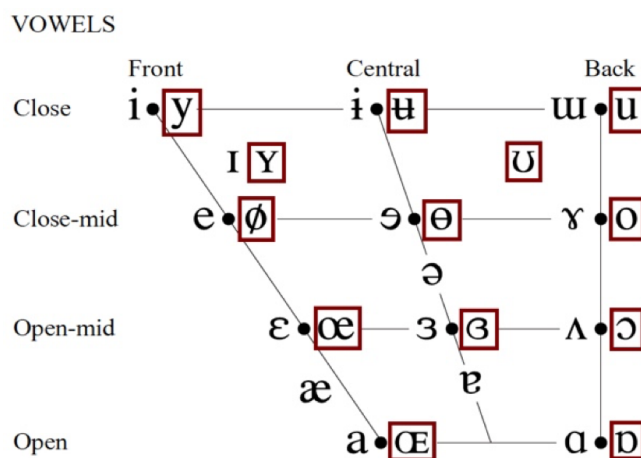 VOWELS
Front Central Back
Close i y ɨ ʉ ɯ u
ɪ ʏ ʊ
Close-mid e ø ɘ ɵ ɤ o
ə
Open-mid ɛ œ ɜ ɞ ʌ ɔ
æ ɐ
Open a ɶ ɑ ɒ